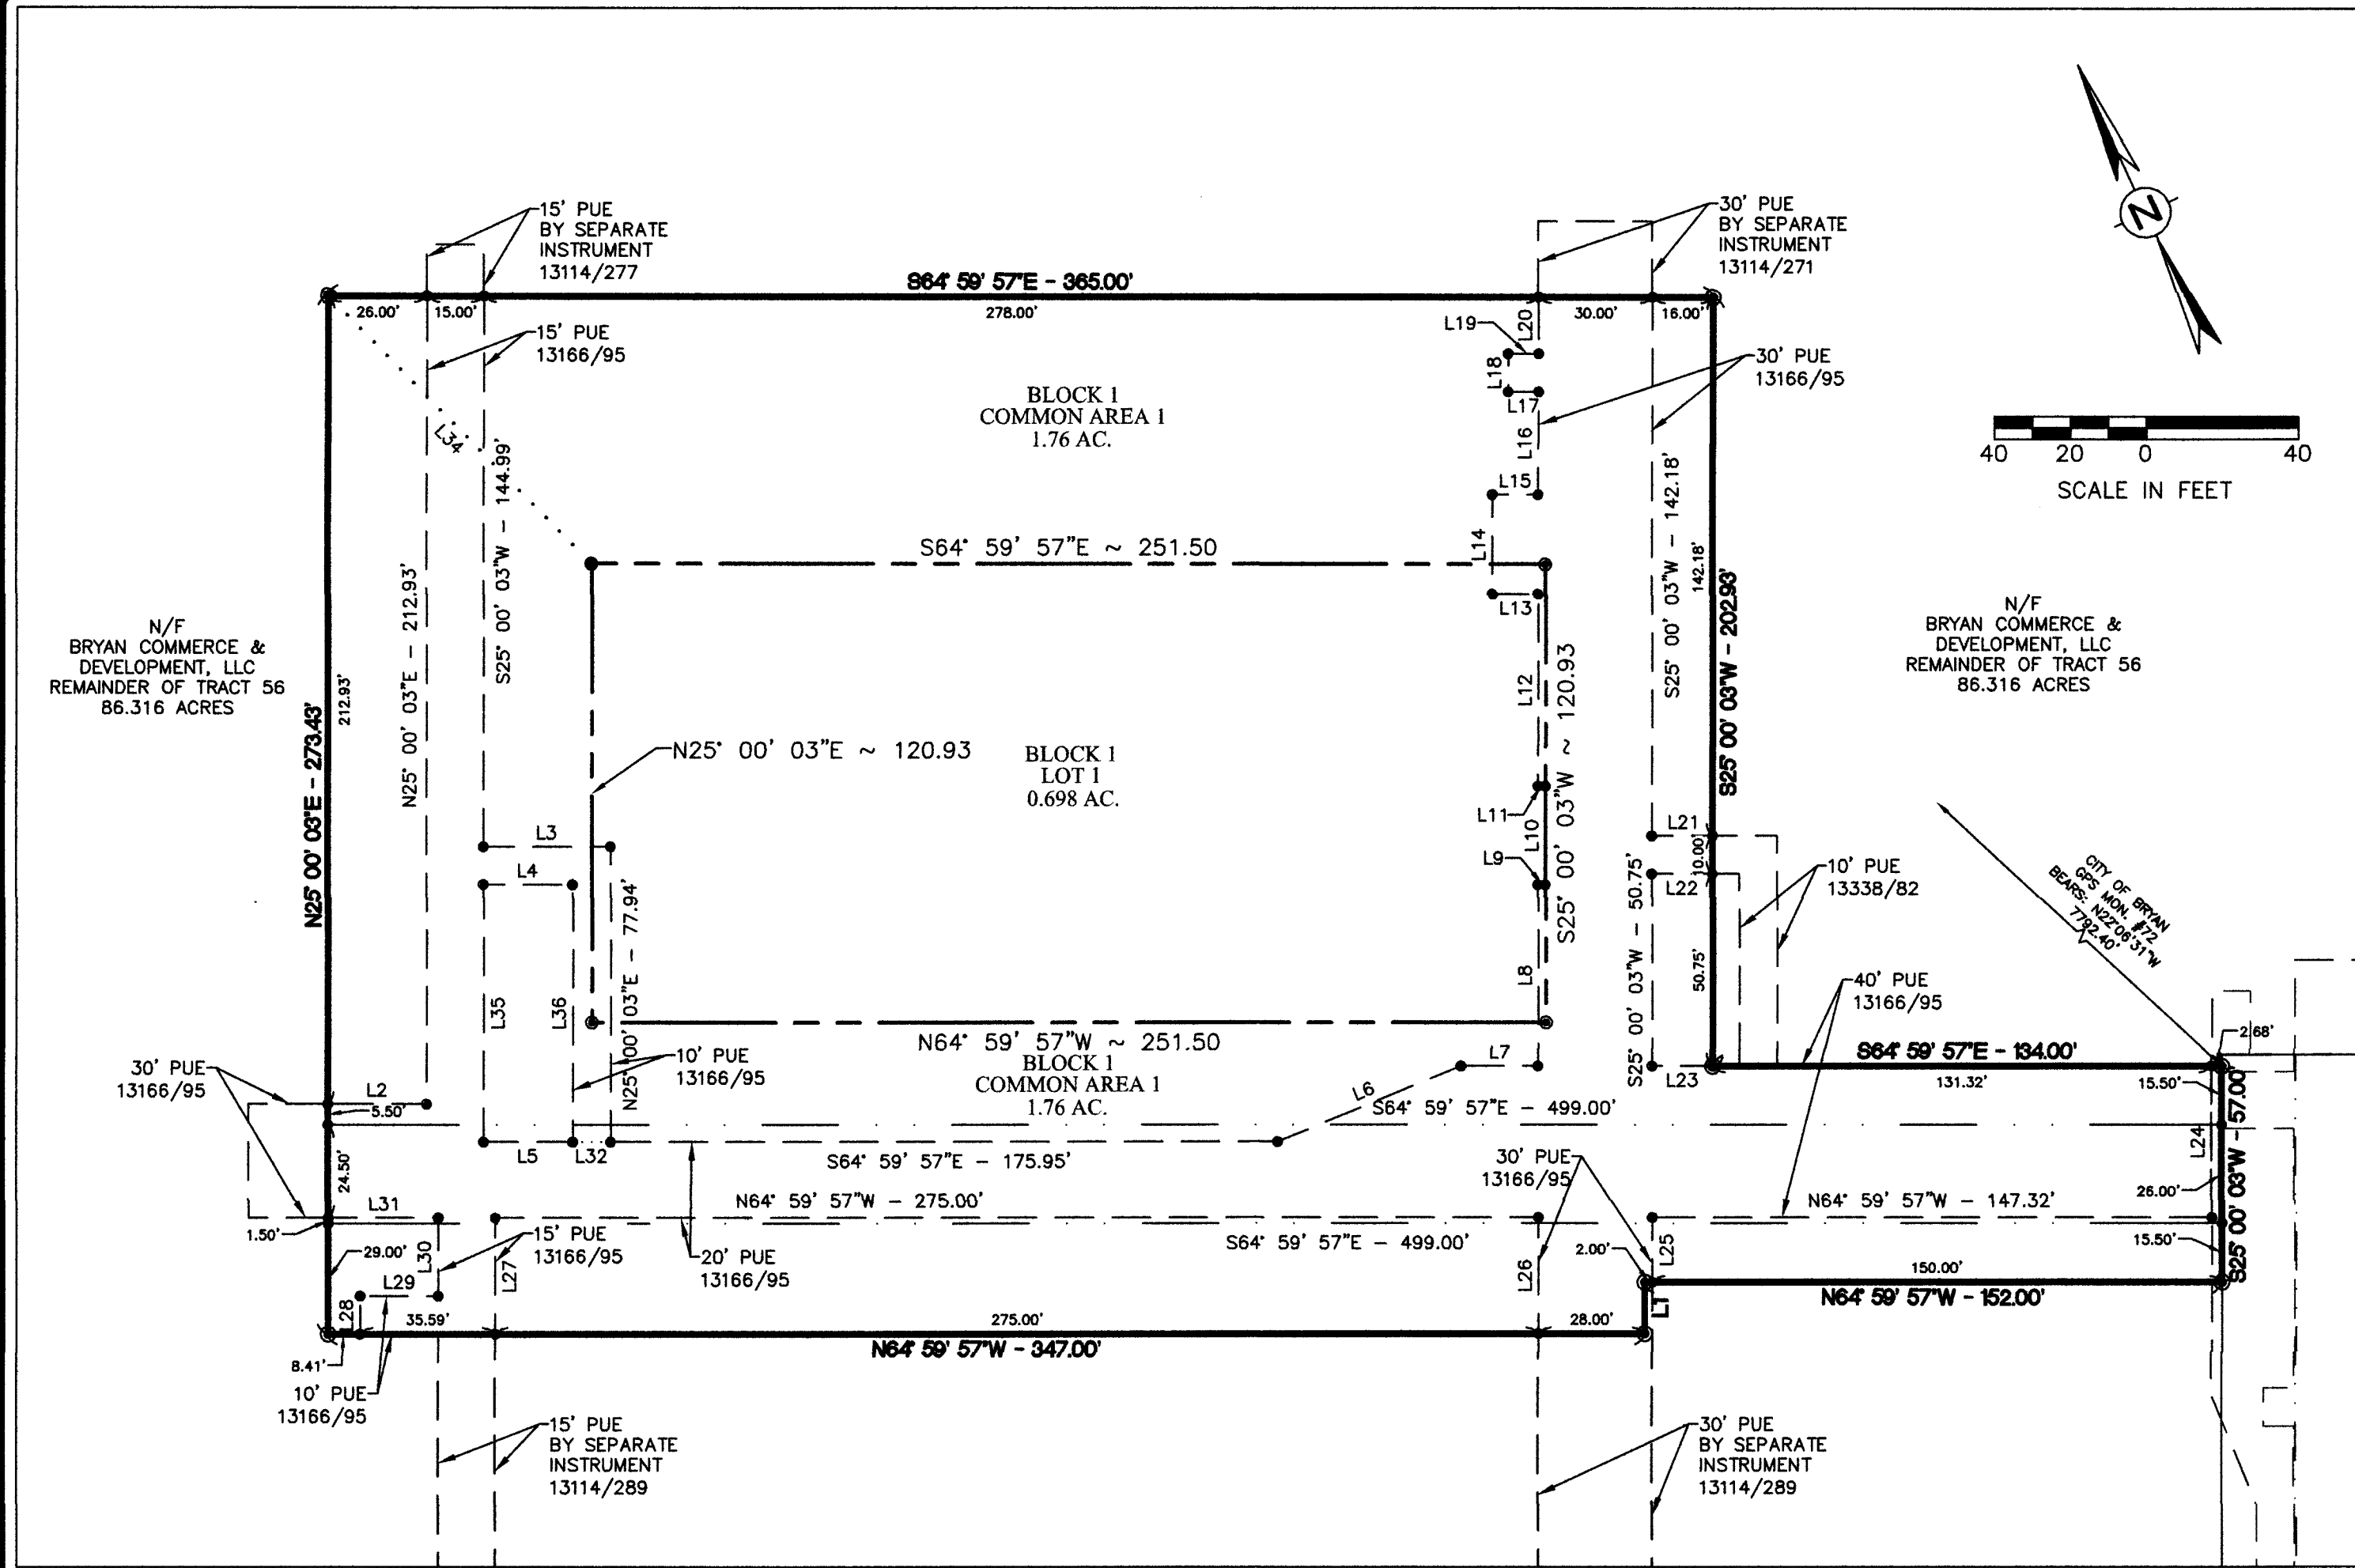 15' PUE
BY SEPARATE
INSTRUMENT
13114/277
30' PUE
BY SEPARATE
INSTRUMENT
13114/271
N
S64° 59' 57"E - 365.00'
26.00'
15.00'
278.00'
30.00'
16.00'
15' PUE
13166/95
L19
L20
L18
L17
L16
30' PUE
13166/95
BLOCK 1
COMMON AREA 1
1.76 AC.
40 20 0 40
SCALE IN FEET
L34
L15
L14
L13
S25° 00' 03"W - 144.99'
N25° 00' 03"E - 212.93'
S64° 59' 57"E ~ 251.50
S25° 00' 03"W - 142.18'
142.18'
S25° 00' 03"W - 202.93'
N/F
BRYAN COMMERCE &
DEVELOPMENT, LLC
REMAINDER OF TRACT 56
86.316 ACRES
N/F
BRYAN COMMERCE &
DEVELOPMENT, LLC
REMAINDER OF TRACT 56
86.316 ACRES
N25° 00' 03"E - 273.43'
212.93'
N25° 00' 03"E ~ 120.93
BLOCK 1
LOT 1
0.698 AC.
L12
S25° 00' 03"W ~ 120.93
L11
L10
L9
L8
L3
L4
L21
10.00'
L22
10' PUE
13338/82
CITY OF BRYAN
GPS MON. #72
BEARS: N22°06'31"W
7792.40'
L35
L36
N25° 00' 03"E - 77.94'
S25° 00' 03"W - 50.75'
50.75'
40' PUE
13166/95
2.68'
N64° 59' 57"W ~ 251.50
BLOCK 1
COMMON AREA 1
1.76 AC.
10' PUE
13166/95
L7
L6
L23
S64° 59' 57"E - 134.00'
131.32'
15.50'
30' PUE
13166/95
L2
5.50'
S64° 59' 57"E - 499.00'
L24
S25° 00' 03"W - 57.00'
L5
L32
S64° 59' 57"E - 175.95'
24.50'
30' PUE
13166/95
L31
N64° 59' 57"W - 275.00'
N64° 59' 57"W - 147.32'
26.00'
1.50'
29.00'
L30
15' PUE
13166/95
L27
20' PUE
13166/95
S64° 59' 57"E - 499.00'
2.00'
L25
L26
15.50'
L29
L28
35.59'
275.00'
28.00'
L1
150.00'
N64° 59' 57"W - 152.00'
N64° 59' 57"W - 347.00'
8.41'
10' PUE
13166/95
15' PUE
BY SEPARATE
INSTRUMENT
13114/289
30' PUE
BY SEPARATE
INSTRUMENT
13114/289